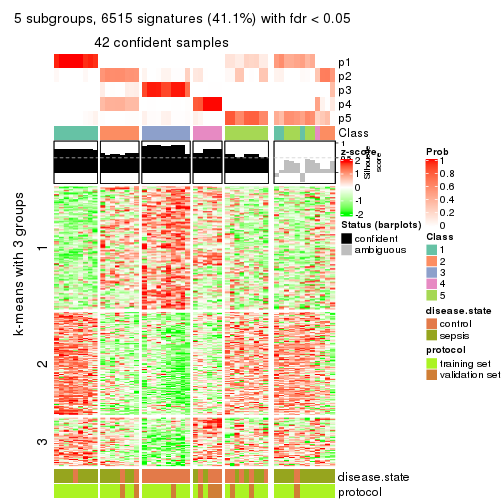 5 subgroups, 6515 signatures (41.1%) with fdr < 0.05
42 confident samples
p1
p2
p3
p4
p5
Class
1
z-score
2
1
0
-1
-2
Silhouette
score
Status (barplots)
confident
ambiguous
Prob
1
0.8
0.6
0.4
0.2
0
Class
1
2
3
4
5
disease.state
control
sepsis
protocol
training set
validation set
k-means with 3 groups
1
2
3
disease.state
protocol